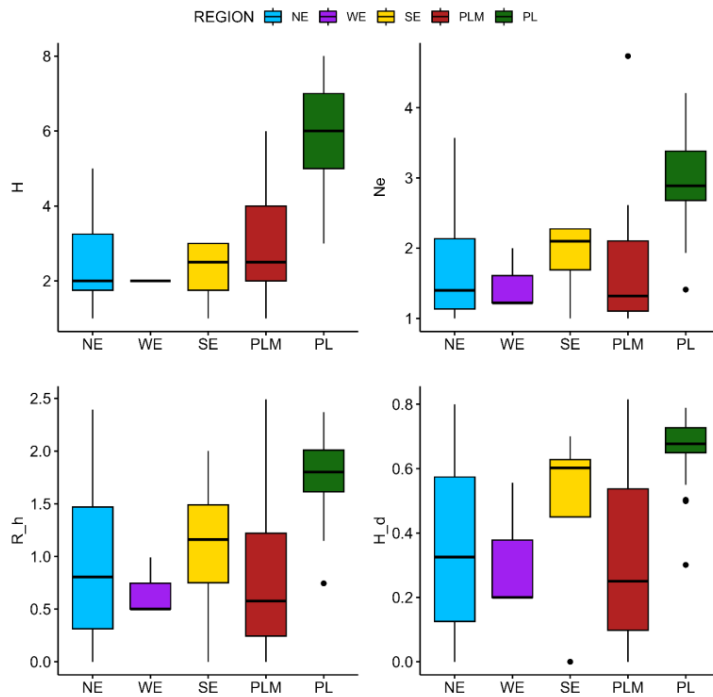 REGION NE WE SE PLM PL
H
8
6
4
2
NE WE SE PLM PL
Ne
4
3
2
1
NE WE SE PLM PL
R_h
2.5
2.0
1.5
1.0
0.5
0.0
NE WE SE PLM PL
H_d
0.8
0.6
0.4
0.2
0.0
NE WE SE PLM PL